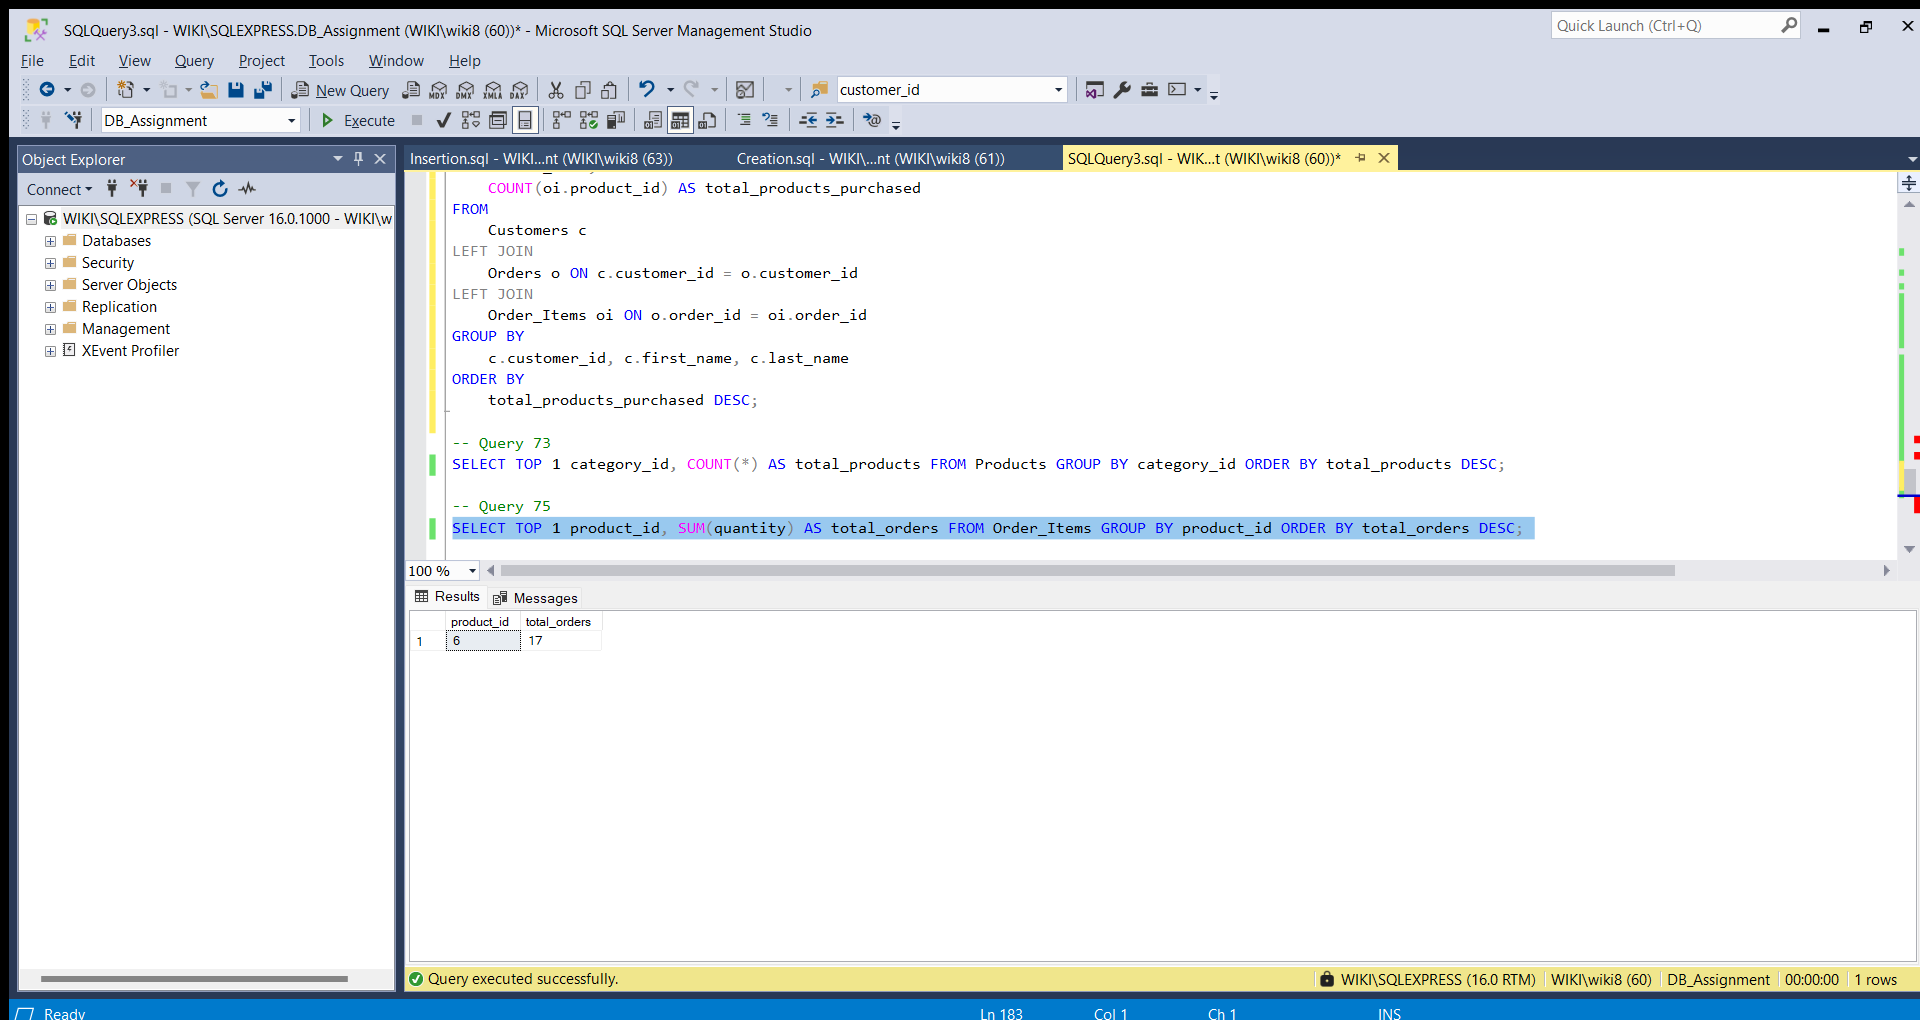 SQLQuery3.sql - WIKI\SQLEXPRESS.DB_Assignment (WIKI\wiki8 (60))* - Microsoft SQL Server Management Studio
Quick Launch (Ctrl+Q)
File Edit View Query Project Tools Window Help
New Query MDX DMX XMLA DAX customer_id
DB_Assignment Execute
Object Explorer
Connect
WIKI\SQLEXPRESS (SQL Server 16.0.1000 - WIKI\w
Databases
Security
Server Objects
Replication
Management
XEvent Profiler
Insertion.sql - WIKI...nt (WIKI\wiki8 (63)) Creation.sql - WIKI\...nt (WIKI\wiki8 (61)) SQLQuery3.sql - WIK...t (WIKI\wiki8 (60))*
COUNT(oi.product_id) AS total_products_purchased
FROM
Customers c
LEFT JOIN
Orders o ON c.customer_id = o.customer_id
LEFT JOIN
Order_Items oi ON o.order_id = oi.order_id
GROUP BY
c.customer_id, c.first_name, c.last_name
ORDER BY
total_products_purchased DESC;
-- Query 73
SELECT TOP 1 category_id, COUNT(*) AS total_products FROM Products GROUP BY category_id ORDER BY total_products DESC;
-- Query 75
SELECT TOP 1 product_id, SUM(quantity) AS total_orders FROM Order_Items GROUP BY product_id ORDER BY total_orders DESC;
100 %
Results Messages
product_id total_orders
1 6 17
Query executed successfully.
WIKI\SQLEXPRESS (16.0 RTM) WIKI\wiki8 (60) DB_Assignment 00:00:00 1 rows
Ready Ln 183 Col 1 Ch 1 INS